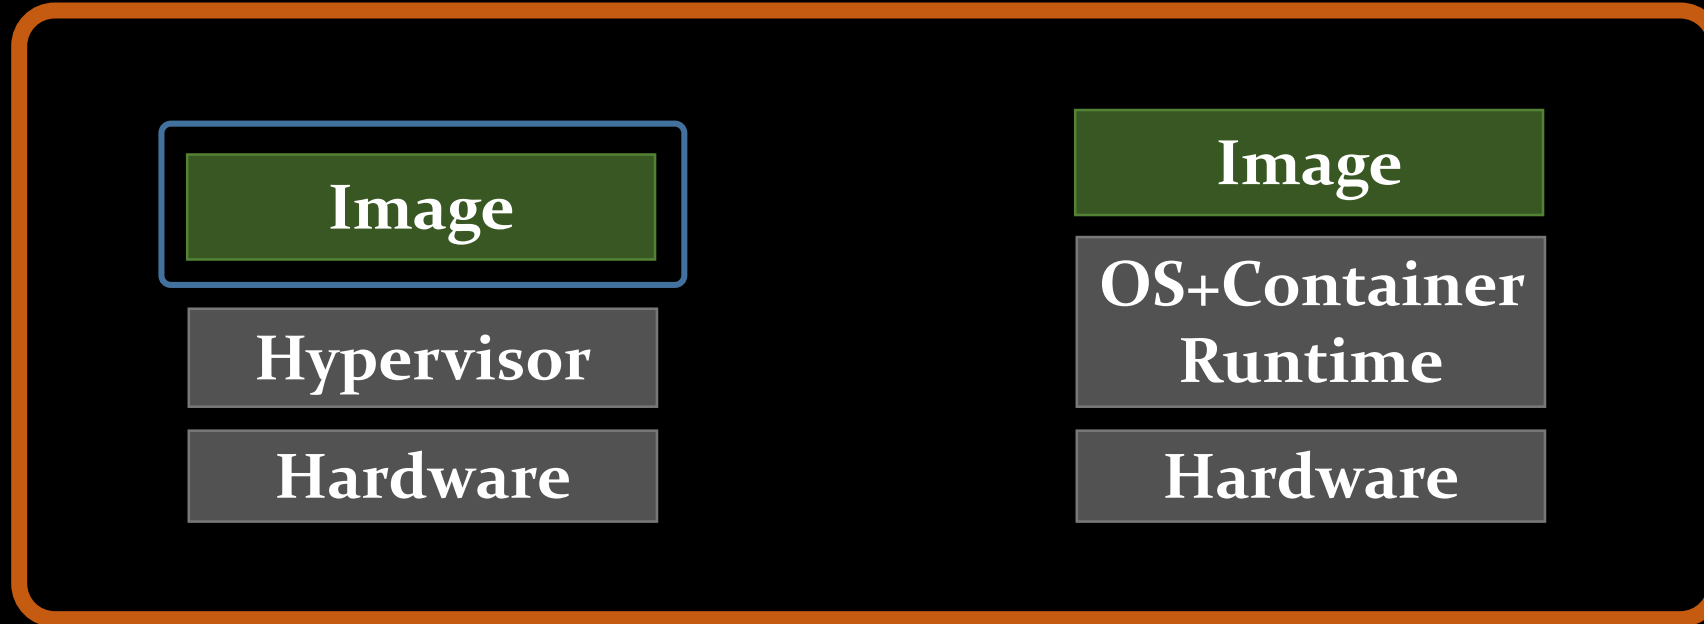 Image
Hypervisor
Hardware
Image
OS+Container
Runtime
Hardware